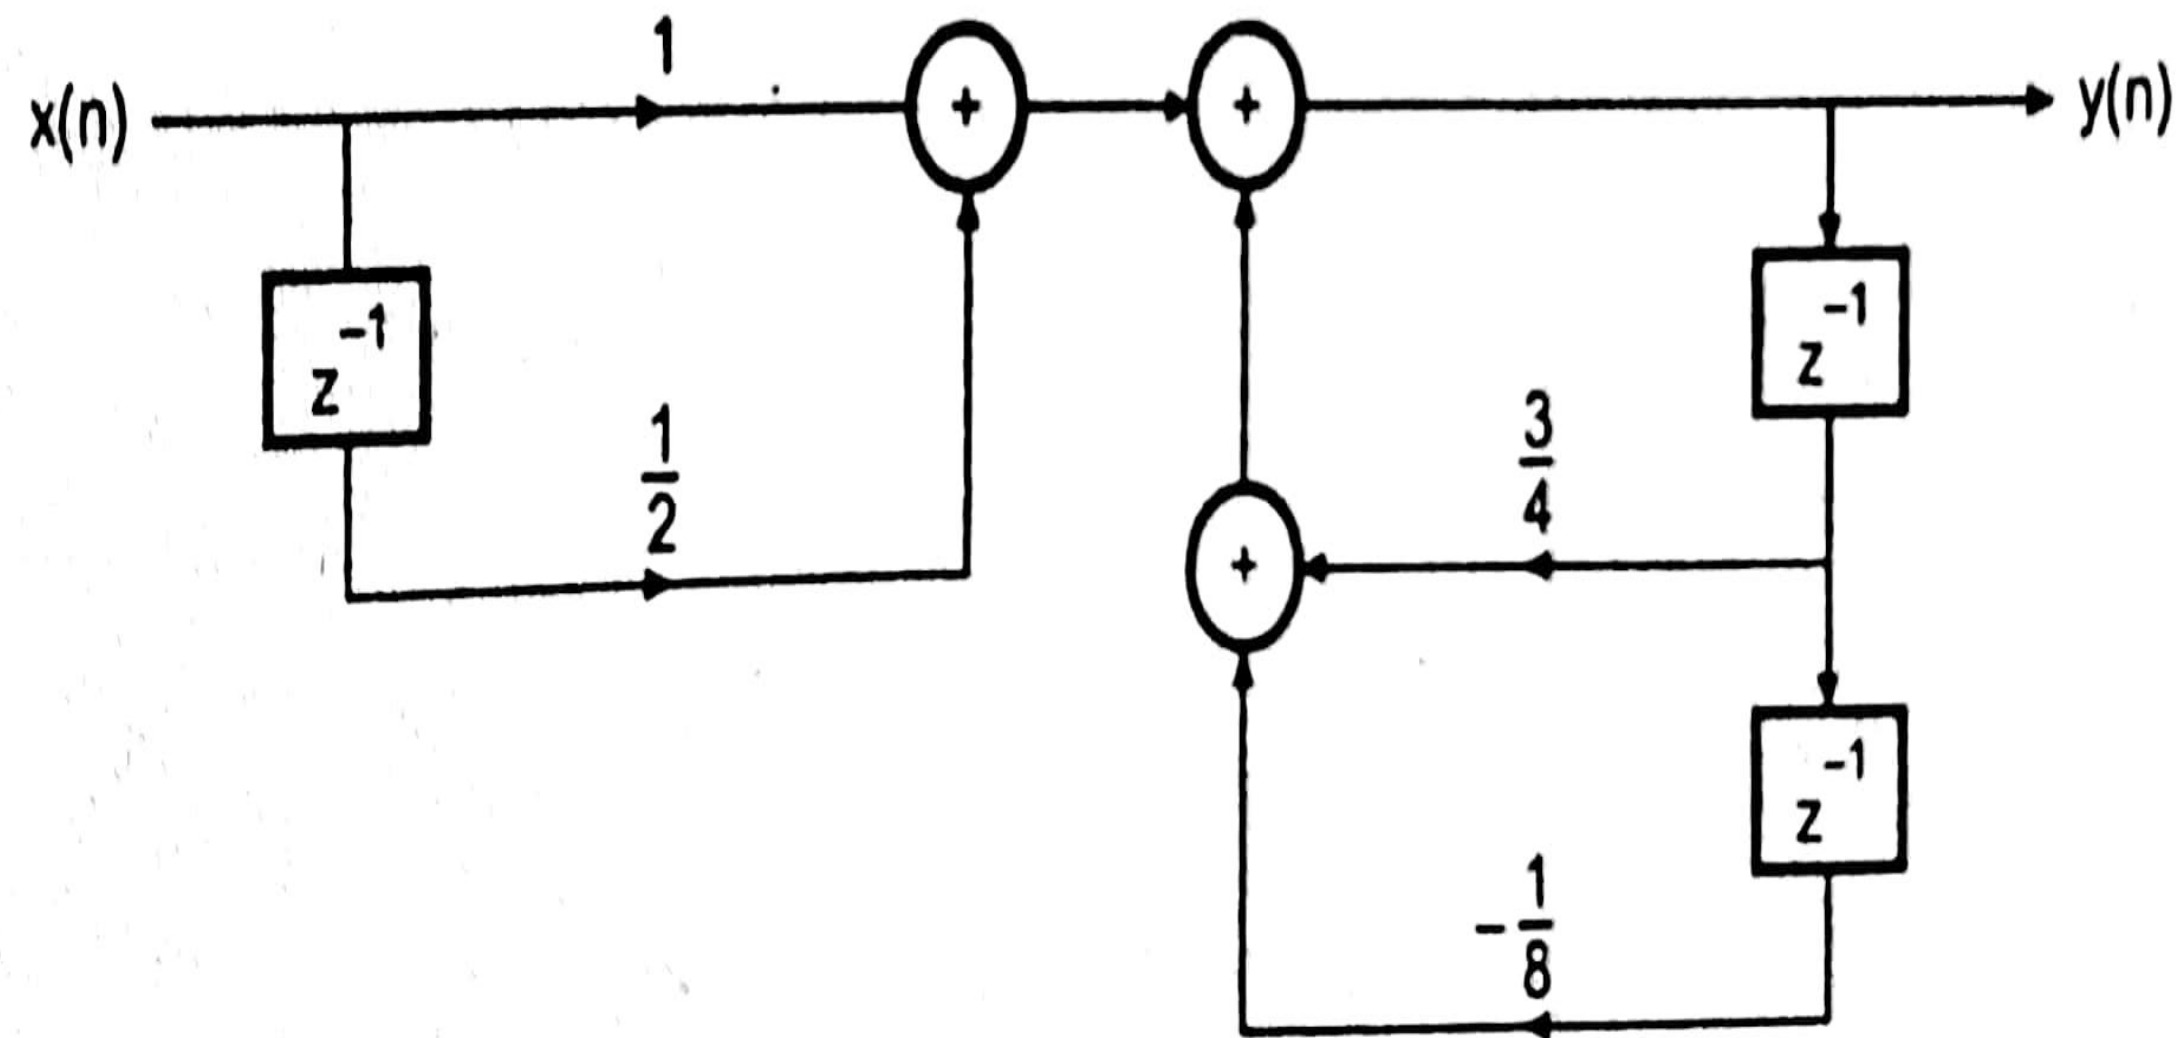 1
x(n)
+
+
y(n)
z^-1
1/2
z^-1
3/4
+
z^-1
-1/8